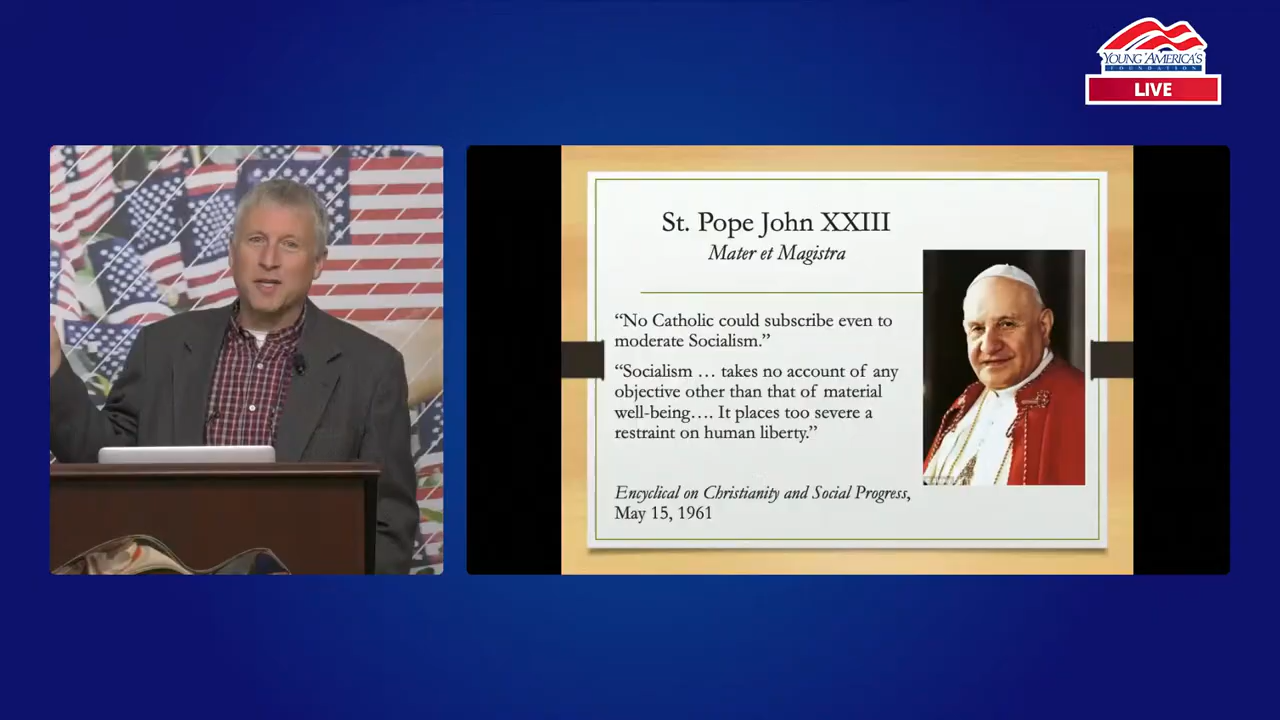 YOUNG AMERICA'S
FOUNDATION
LIVE
St. Pope John XXIII
Mater et Magistra
“No Catholic could subscribe even to
moderate Socialism.”
“Socialism … takes no account of any
objective other than that of material
well-being…. It places too severe a
restraint on human liberty.”
Encyclical on Christianity and Social Progress,
May 15, 1961